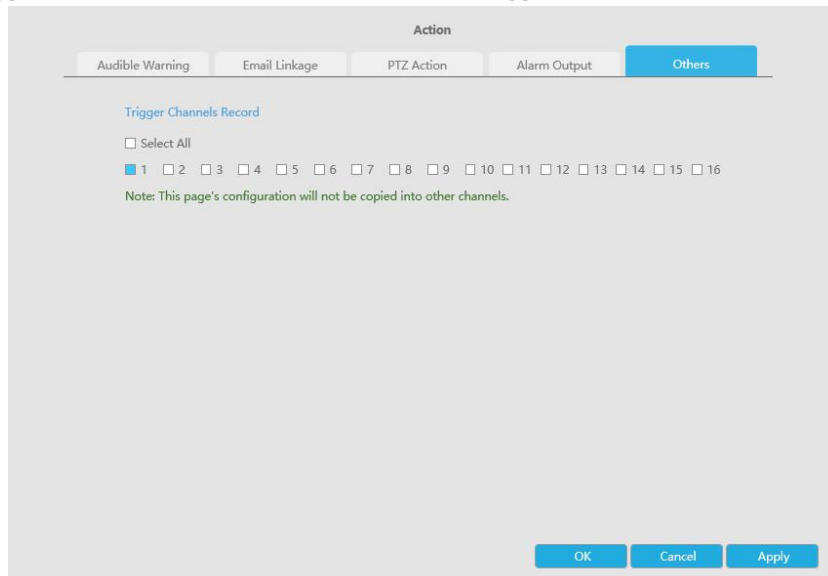 Action
Audible Warning Email Linkage PTZ Action Alarm Output Others
Trigger Channels Record
Select All
1 2 3 4 5 6 7 8 9 10 11 12 13 14 15 16
Note: This page's configuration will not be copied into other channels.
OK Cancel Apply